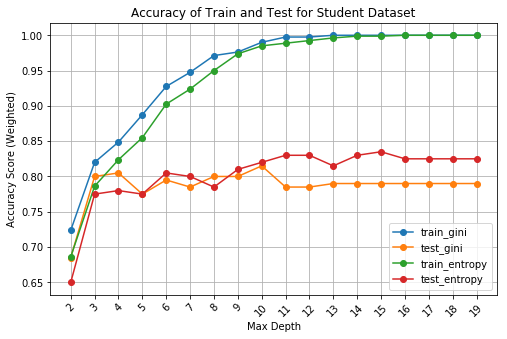 Accuracy of Train and Test for Student Dataset
Accuracy Score (Weighted)
1.00
0.95
0.90
0.85
0.80
0.75
0.70
0.65
train_gini
test_gini
train_entropy
test_entropy
2 3 4 5 6 7 8 9 10 11 12 13 14 15 16 17 18 19
Max Depth